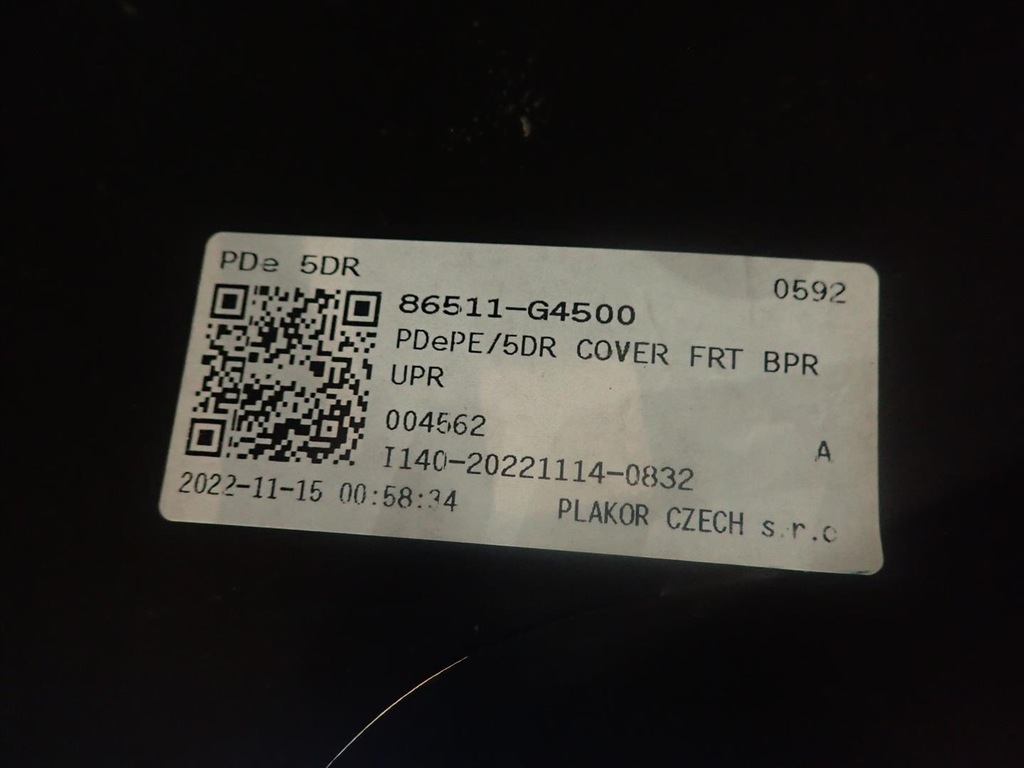 PDe 5DR
0592
86511-G4500
PDePE/5DR COVER FRT BPR
UPR
004562
A
I140-20221114-0832
2022-11-15 00:58:34
PLAKOR CZECH s.r.o